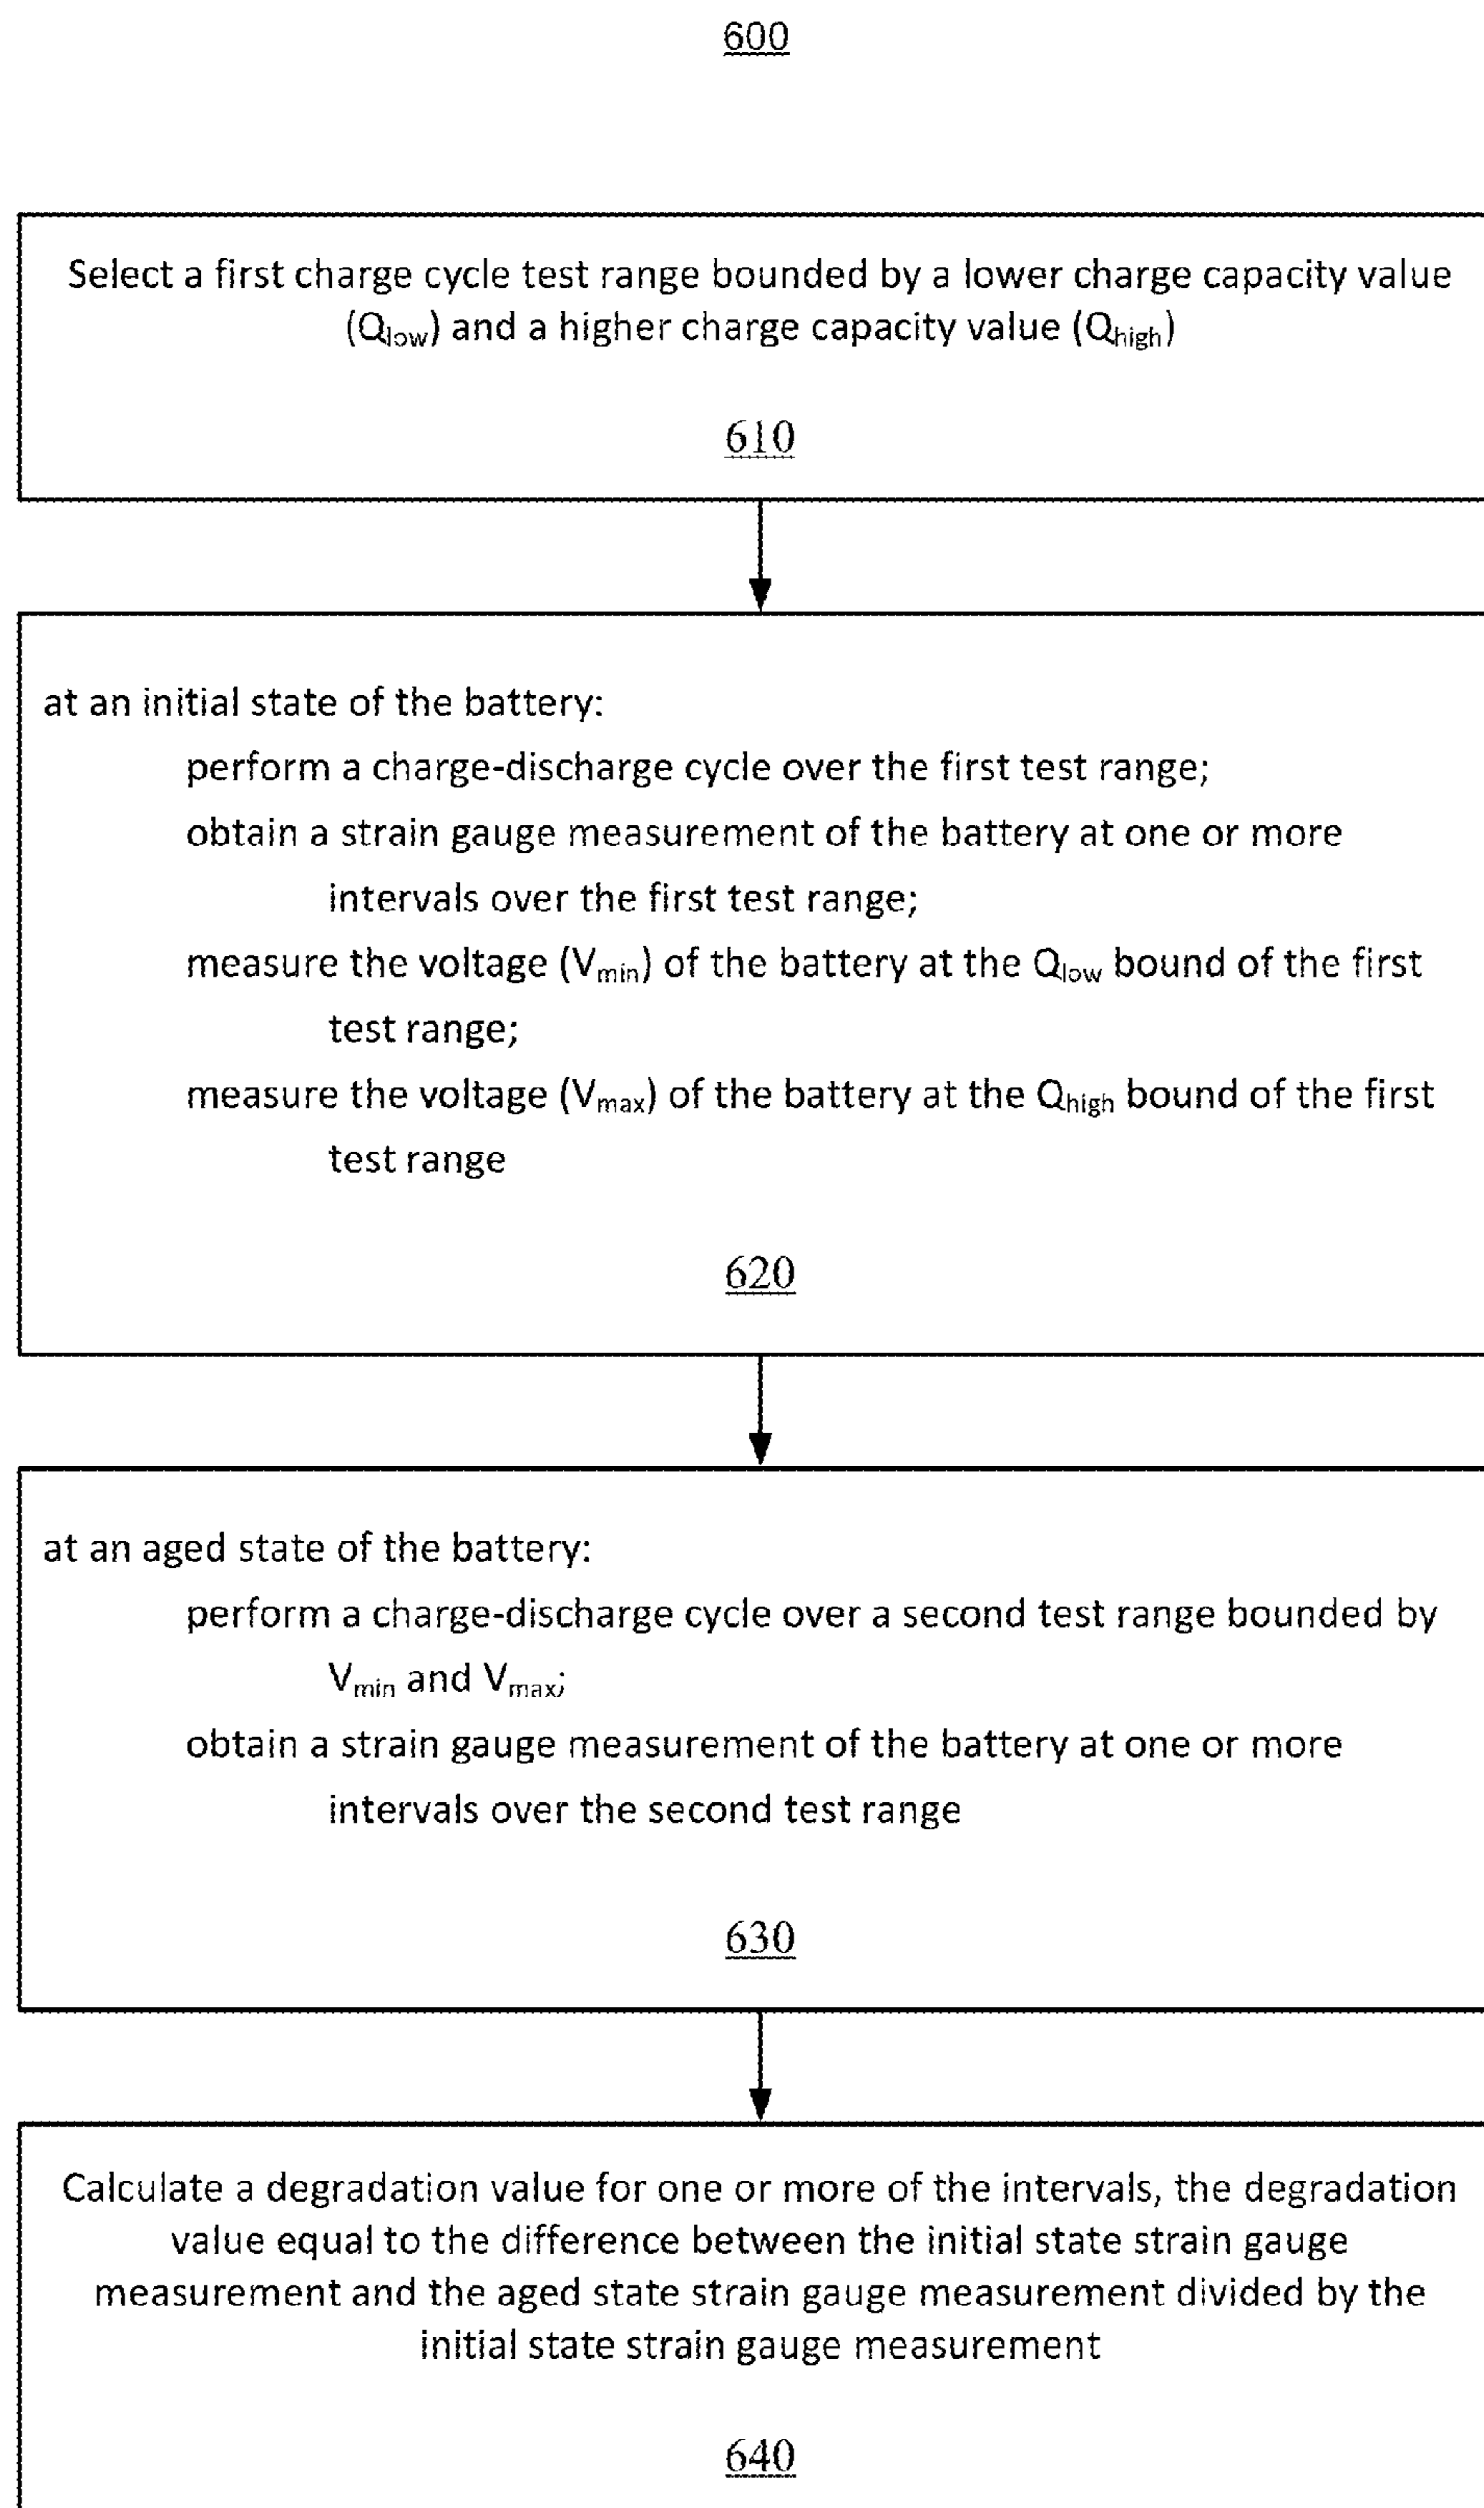 600
Select a first charge cycle test range bounded by a lower charge capacity value
(Qlow) and a higher charge capacity value (Qhigh)
610
at an initial state of the battery:
perform a charge-discharge cycle over the first test range;
obtain a strain gauge measurement of the battery at one or more
intervals over the first test range;
measure the voltage (Vmin) of the battery at the Qlow bound of the first
test range;
measure the voltage (Vmax) of the battery at the Qhigh bound of the first
test range
620
at an aged state of the battery:
perform a charge-discharge cycle over a second test range bounded by
Vmin and Vmax;
obtain a strain gauge measurement of the battery at one or more
intervals over the second test range
630
Calculate a degradation value for one or more of the intervals, the degradation
value equal to the difference between the initial state strain gauge
measurement and the aged state strain gauge measurement divided by the
initial state strain gauge measurement
640